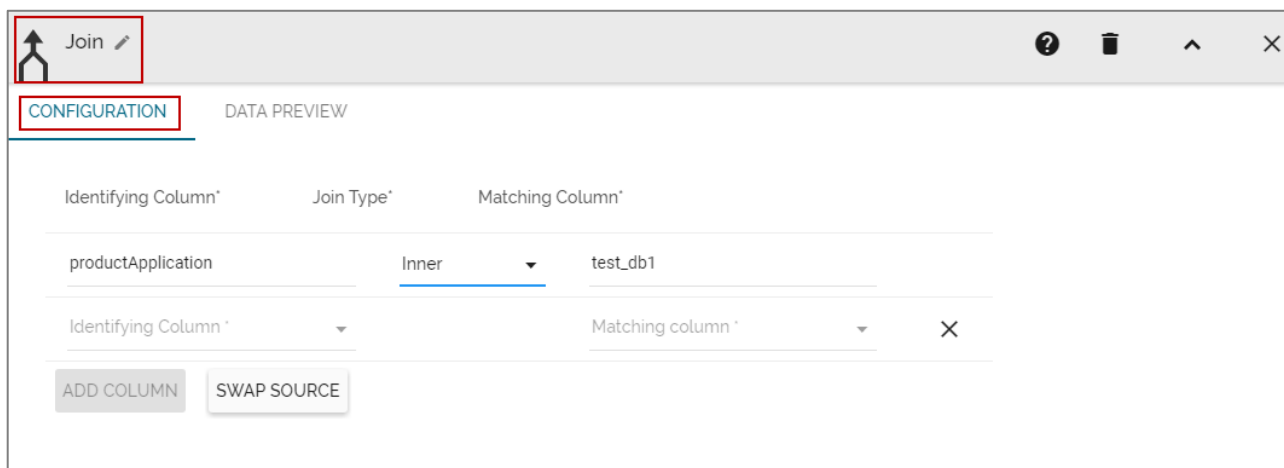 Join
CONFIGURATION DATA PREVIEW
Identifying Column* Join Type* Matching Column*
productApplication Inner test_db1
Identifying Column * Matching column *
ADD COLUMN SWAP SOURCE